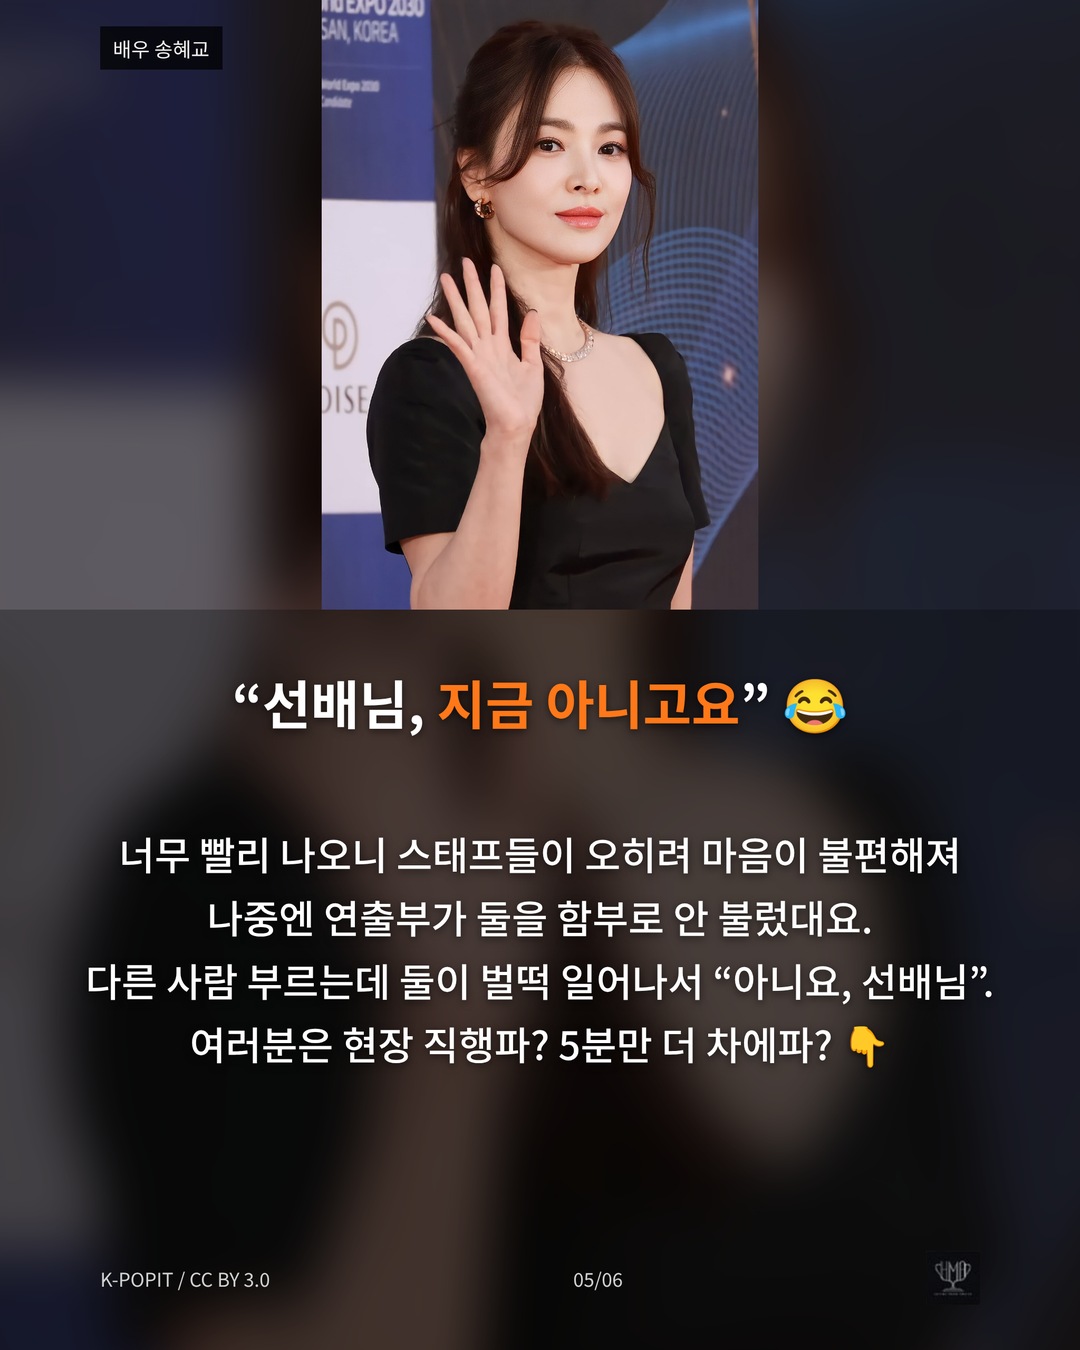 배우 송혜교
SAN, KOREA
World Expo 2030
Candidate
“선배님, 지금 아니고요” 😂
너무 빨리 나오니 스태프들이 오히려 마음이 불편해져
나중엔 연출부가 둘을 함부로 안 불렀대요.
다른 사람 부르는데 둘이 벌떡 일어나서 “아니요, 선배님”.
여러분은 현장 직행파? 5분만 더 차에파? 👇
K-POPIT / CC BY 3.0
05/06